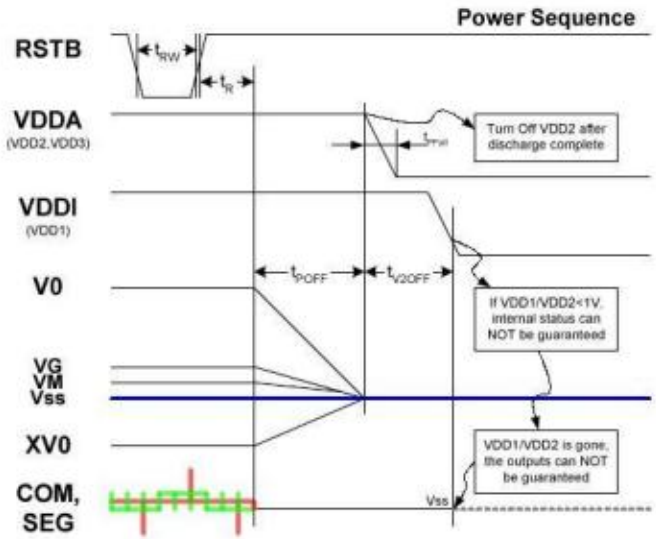 Power Sequence
RSTB
tRW
tR
VDDA
(VDD2,VDD3)
Turn Off VDD2 after
discharge complete
VDDI
(VDD1)
tPOFF
tV2OFF
V0
If VDD1/VDD2<1V,
internal status can
NOT be guaranteed
VG
VM
Vss
XV0
VDD1/VDD2 is gone,
the outputs can NOT
be guaranteed
COM,
SEG
Vss